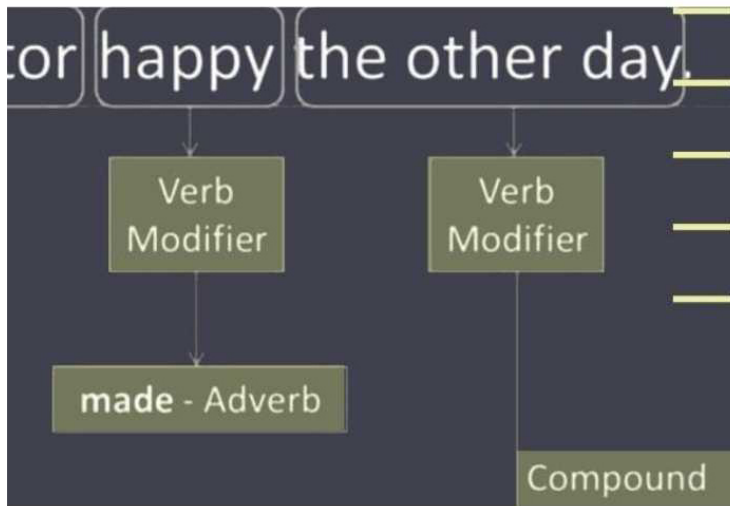 tor happy the other day.
Verb Modifier
Verb Modifier
made - Adverb
Compound